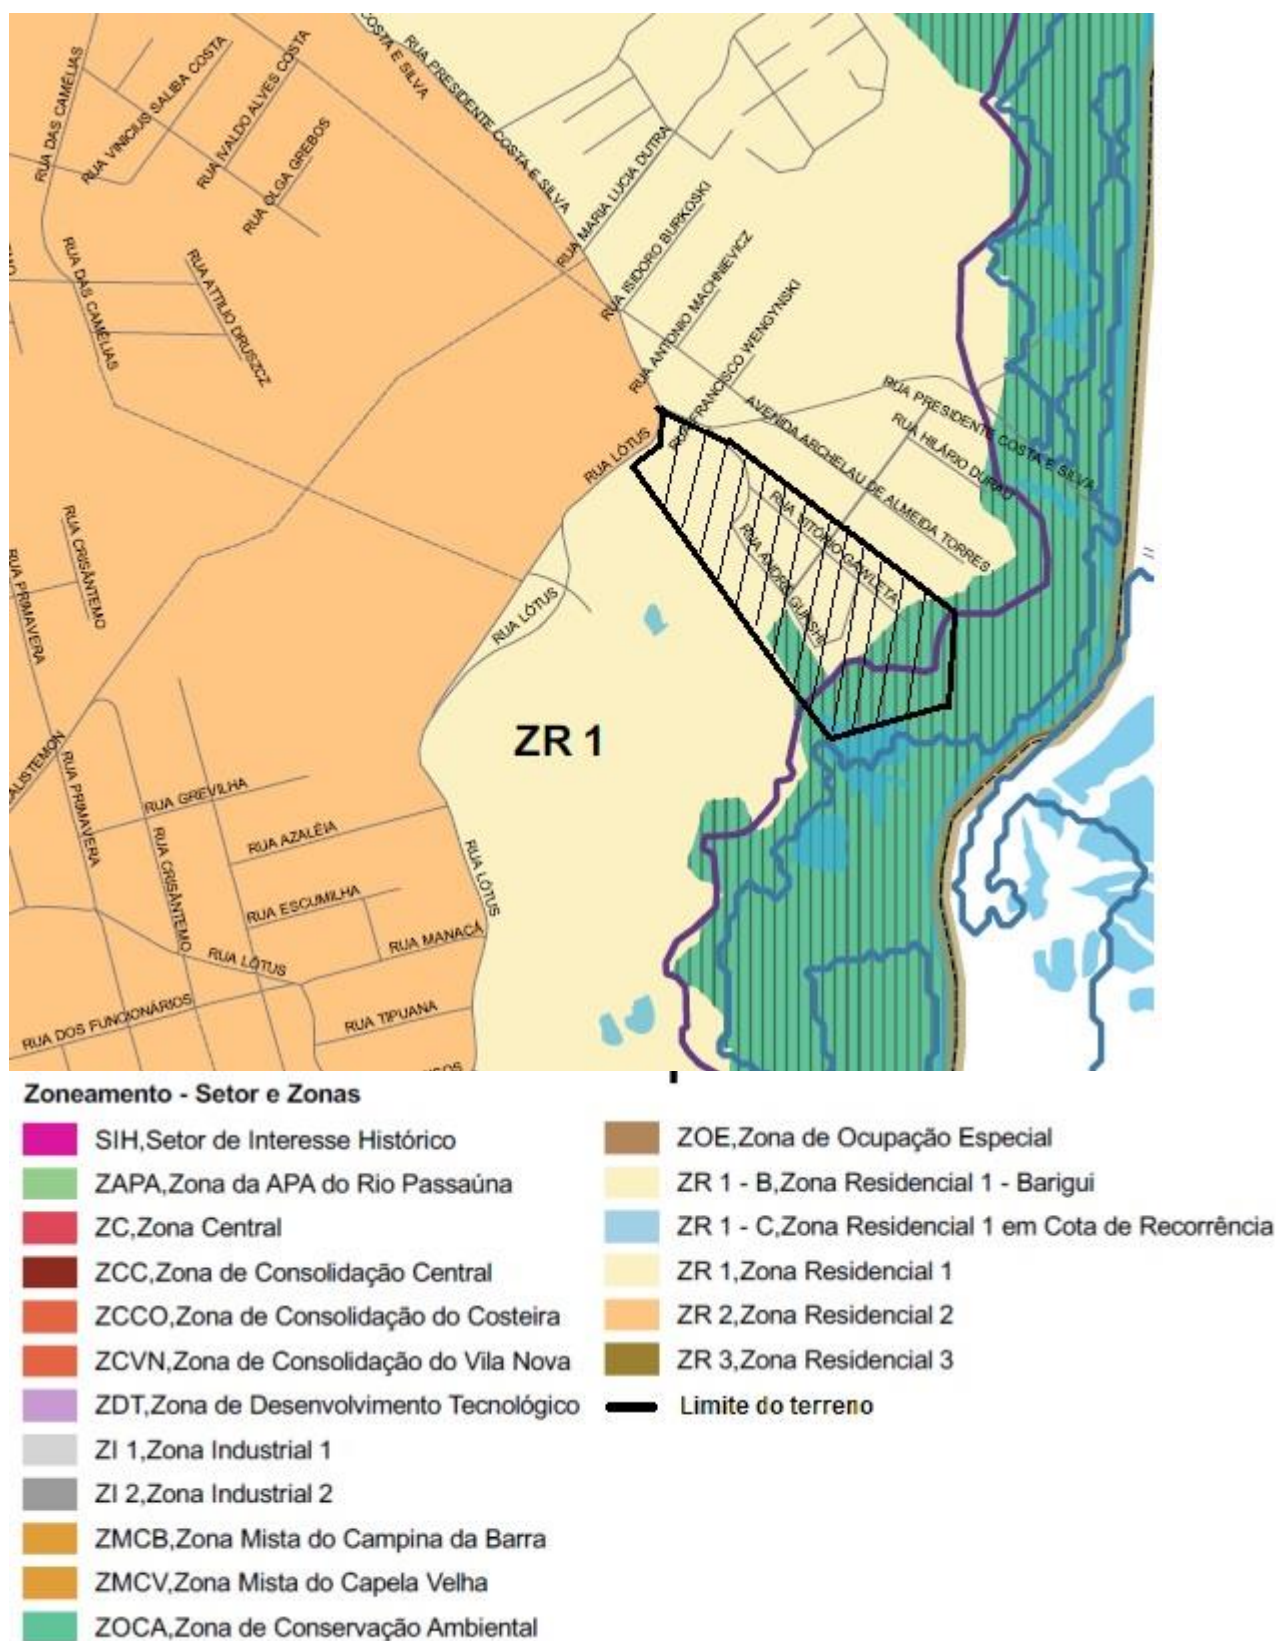 COSTA E SILVA
RUA PRESIDENTE COSTA E SILVA
RUA DAS CAMÉLIAS
RUA VINICIUS SALIBA COSTA
RUA IVALDO ALVES COSTA
RUA OLGA GREBOS
RUA MARIA LUCIA DUTRA
RUA ISIDORO BURKOSKI
RUA ANTONIO MACHNIEVICZ
RUA FRANCISCO WENGYNSKI
RUA DAS CAMÉLIAS
RUA ATTILIO DRUSZCZ
RUA PRESIDENTE COSTA E SILVA
RUA HILÁRIO DURAU
AVENIDA ARCHELAU DE ALMEIDA TORRES
RUA LÓTUS
RUA VITÓRIO GAWLETA
RUA CRISÂNTEMO
RUA PRIMAVERA
RUA LÓTUS
ZR 1
ALISTEMON
RUA PRIMAVERA
RUA GREVILHA
RUA CRISÂNTEMO
RUA AZALÉIA
RUA LÓTUS
RUA ESCUMILHA
RUA MANACÁ
RUA LÓTUS
RUA DOS FUNCIONÁRIOS
RUA TIPUANA
Zoneamento - Setor e Zonas
SIH,Setor de Interesse Histórico
ZAPA,Zona da APA do Rio Passaúna
ZC,Zona Central
ZCC,Zona de Consolidação Central
ZCCO,Zona de Consolidação do Costeira
ZCVN,Zona de Consolidação do Vila Nova
ZDT,Zona de Desenvolvimento Tecnológico
ZI 1,Zona Industrial 1
ZI 2,Zona Industrial 2
ZMCB,Zona Mista do Campina da Barra
ZMCV,Zona Mista do Capela Velha
ZOCA,Zona de Conservação Ambiental
ZOE,Zona de Ocupação Especial
ZR 1 - B,Zona Residencial 1 - Barigui
ZR 1 - C,Zona Residencial 1 em Cota de Recorrência
ZR 1,Zona Residencial 1
ZR 2,Zona Residencial 2
ZR 3,Zona Residencial 3
Limite do terreno